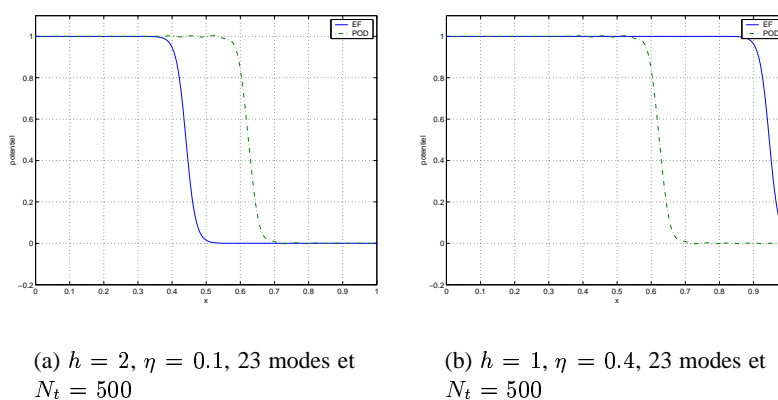 EF
POD
1
0.8
0.6
0.4
0.2
0
−0.2
potentiel
0 0.1 0.2 0.3 0.4 0.5 0.6 0.7 0.8 0.9 1
x
EF
POD
1
0.8
0.6
0.4
0.2
0
−0.2
potentiel
0 0.1 0.2 0.3 0.4 0.5 0.6 0.7 0.8 0.9
x
(a) h = 2, η = 0.1, 23 modes et
N_t = 500
(b) h = 1, η = 0.4, 23 modes et
N_t = 500